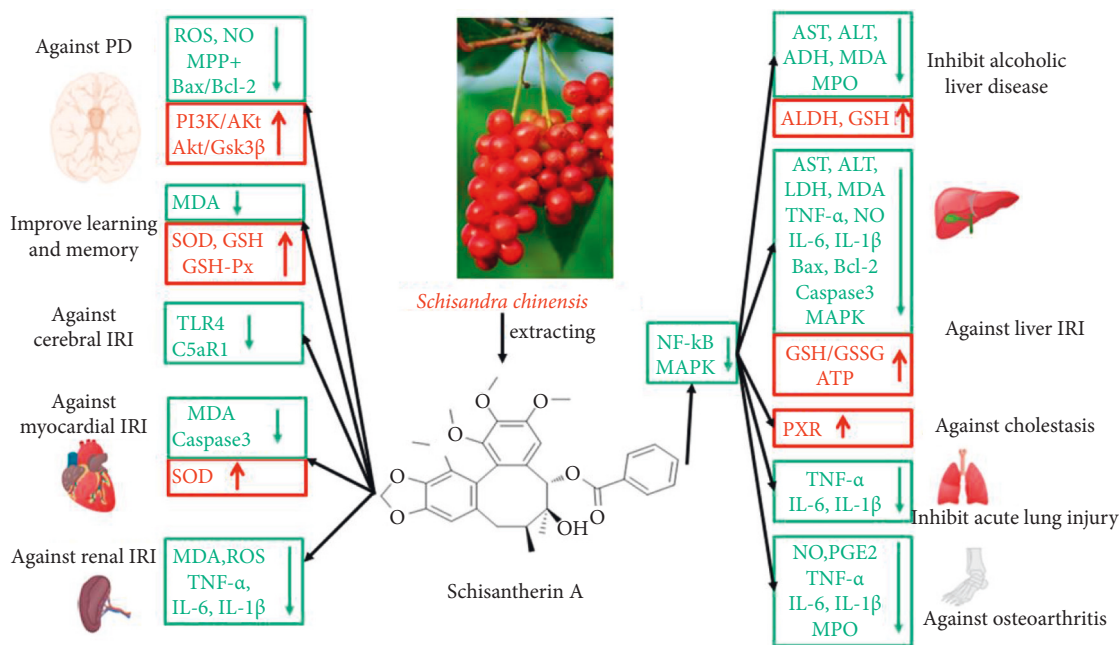 Against PD
ROS, NO
MPP+
Bax/Bcl-2
PI3K/AKt
Akt/Gsk3β
Improve learning
and memory
MDA
SOD, GSH
GSH-Px
Against
cerebral IRI
TLR4
C5aR1
Against
myocardial IRI
MDA
Caspase3
SOD
Against renal IRI
MDA,ROS
TNF-α,
IL-6, IL-1β
Schisandra chinensis
extracting
O
O
O
O
O
O
O
O
OH
Schisantherin A
NF-kB
MAPK
AST, ALT,
ADH, MDA
MPO
ALDH, GSH
Inhibit alcoholic
liver disease
AST, ALT,
LDH, MDA
TNF-α, NO
IL-6, IL-1β
Bax, Bcl-2
Caspase3
MAPK
GSH/GSSG
ATP
Against liver IRI
PXR
Against cholestasis
TNF-α
IL-6, IL-1β
Inhibit acute lung injury
NO,PGE2
TNF-α
IL-6, IL-1β
MPO
Against osteoarthritis